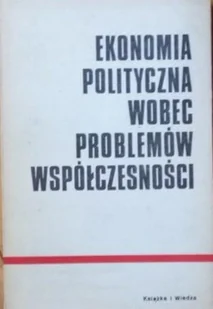 EKONOMIA
POLITYCZNA
WOBEC
PROBLEMÓW
WSPÓŁCZESNOŚCI
Książka i Wiedza